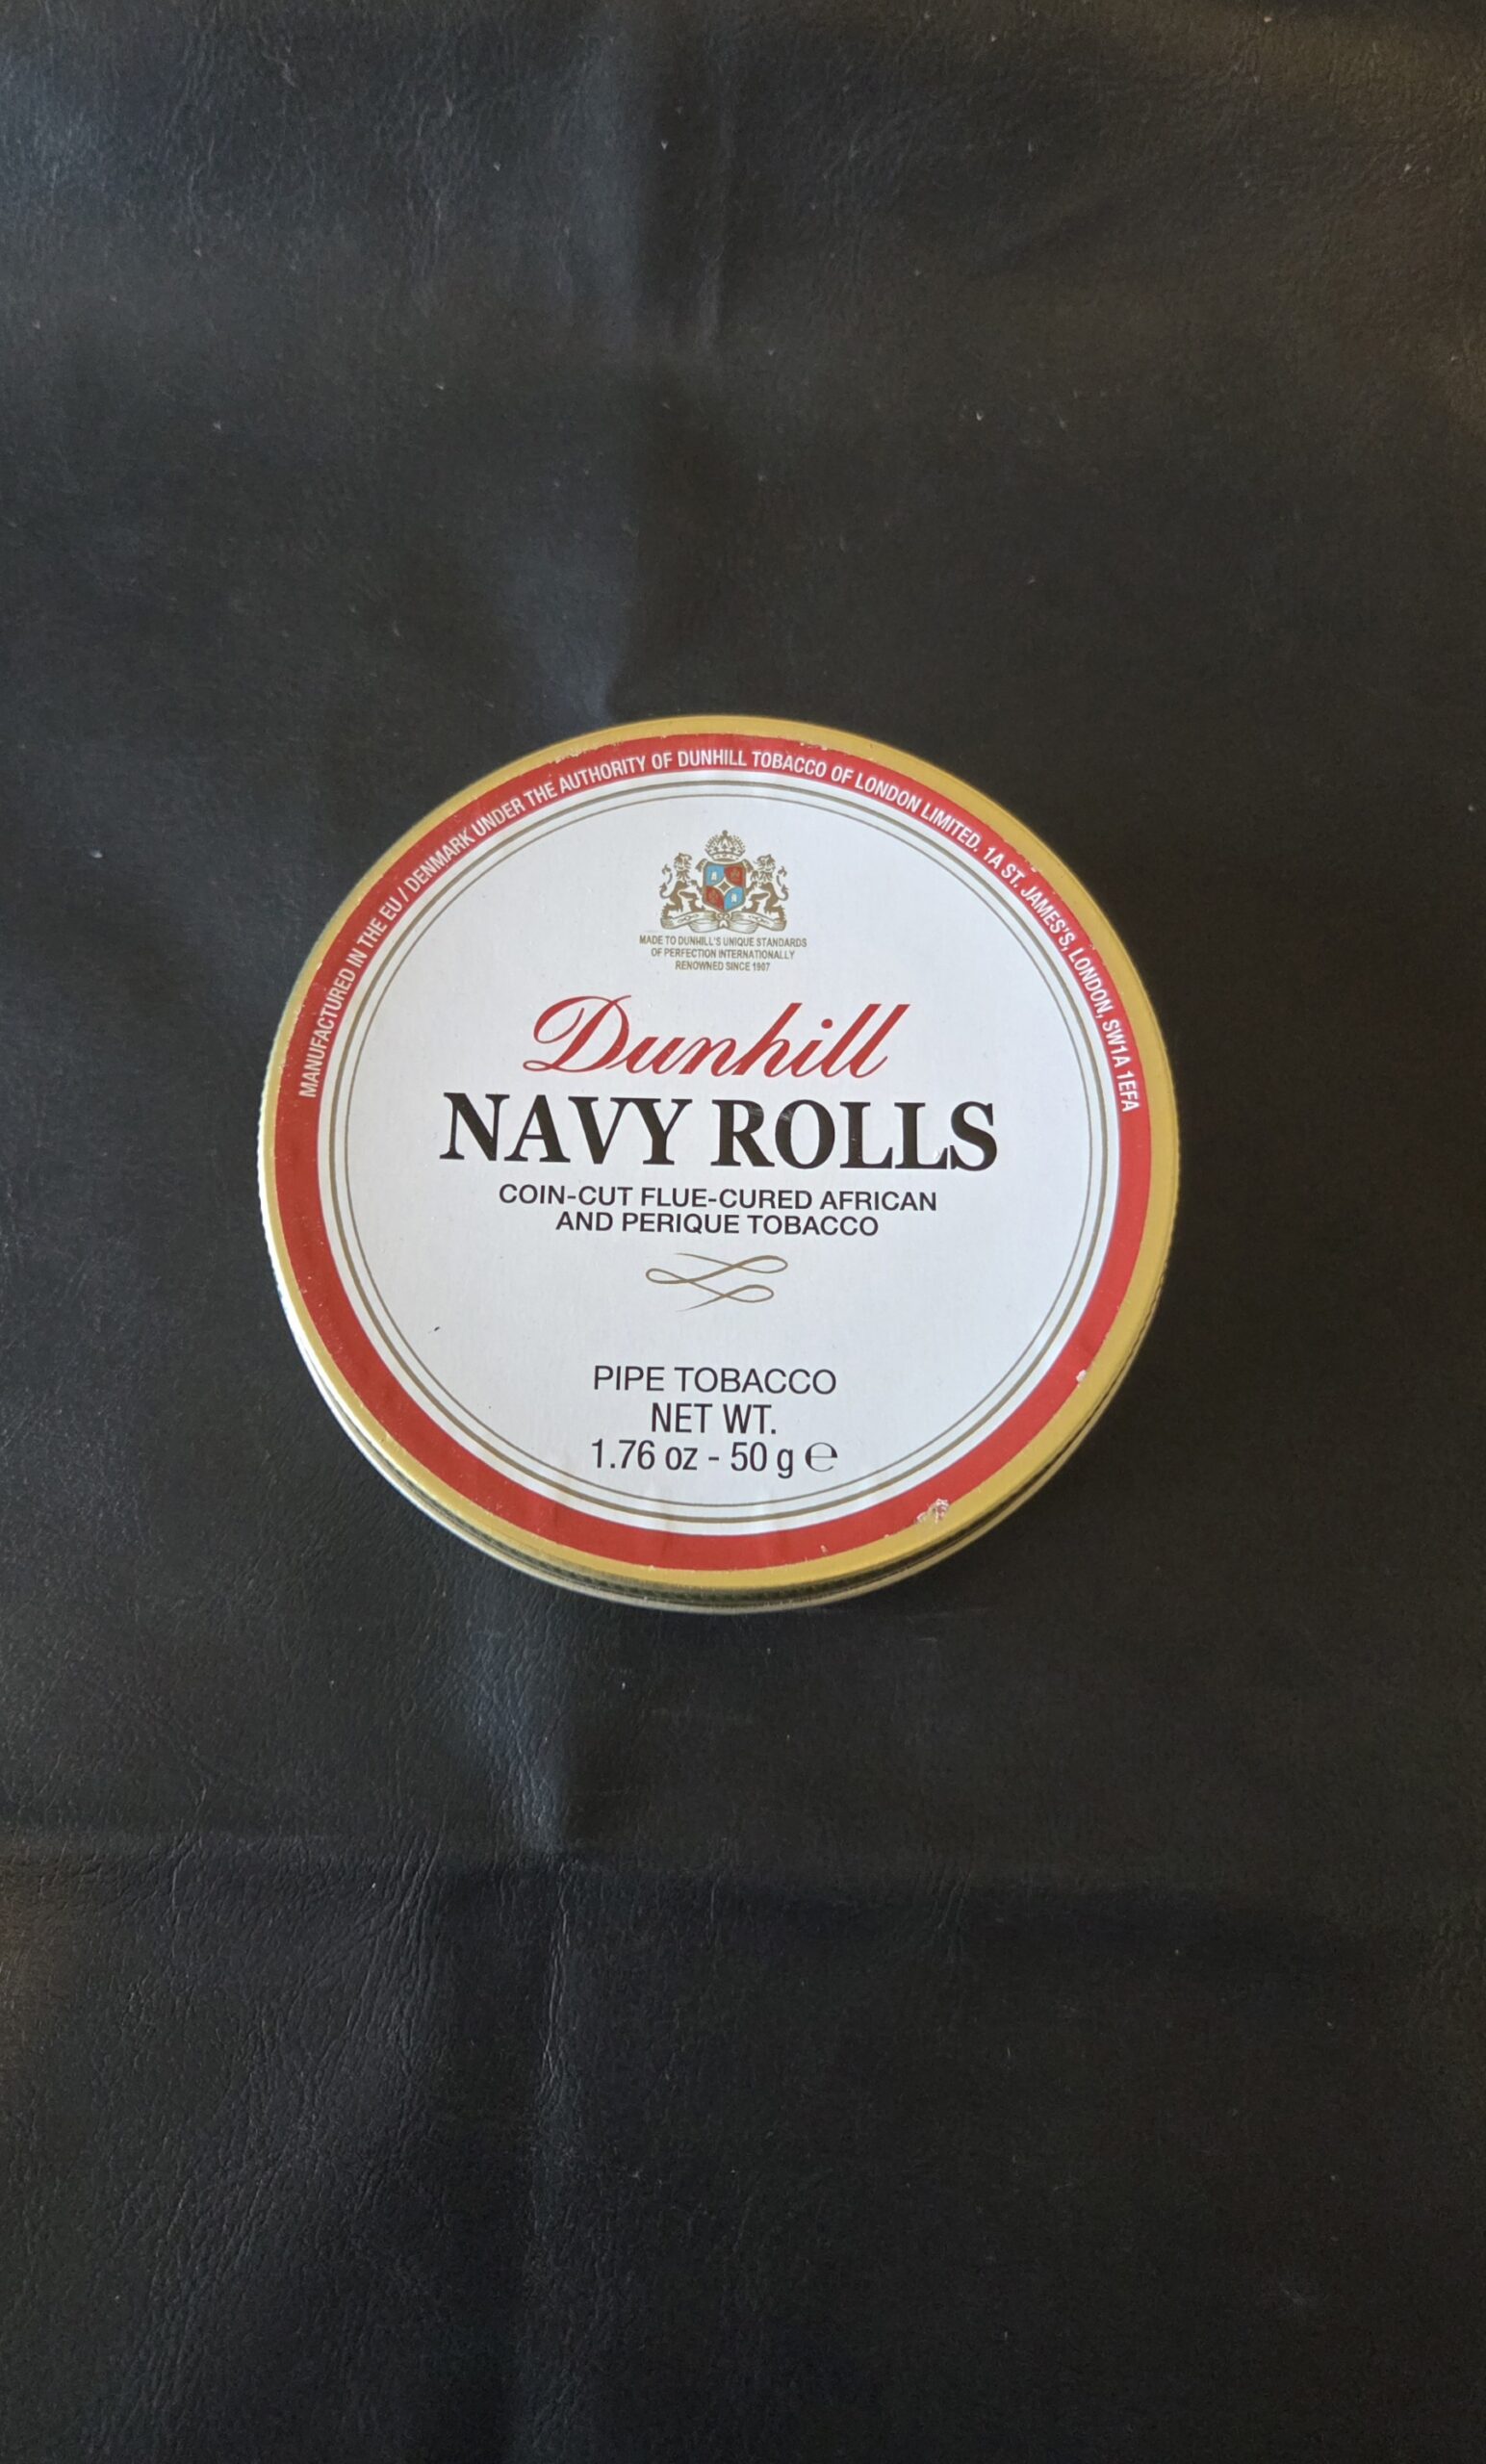 MANUFACTURED IN THE EU / DENMARK UNDER THE AUTHORITY OF DUNHILL TOBACCO OF LONDON LIMITED. 1A ST. JAMES'S, LONDON, SW1A 1EFA
MADE TO DUNHILL'S UNIQUE STANDARDS
OF PERFECTION INTERNATIONALLY
RENOWNED SINCE 1907
Dunhill
NAVY ROLLS
COIN-CUT FLUE-CURED AFRICAN
AND PERIQUE TOBACCO
PIPE TOBACCO
NET WT.
1.76 oz - 50 g ℮